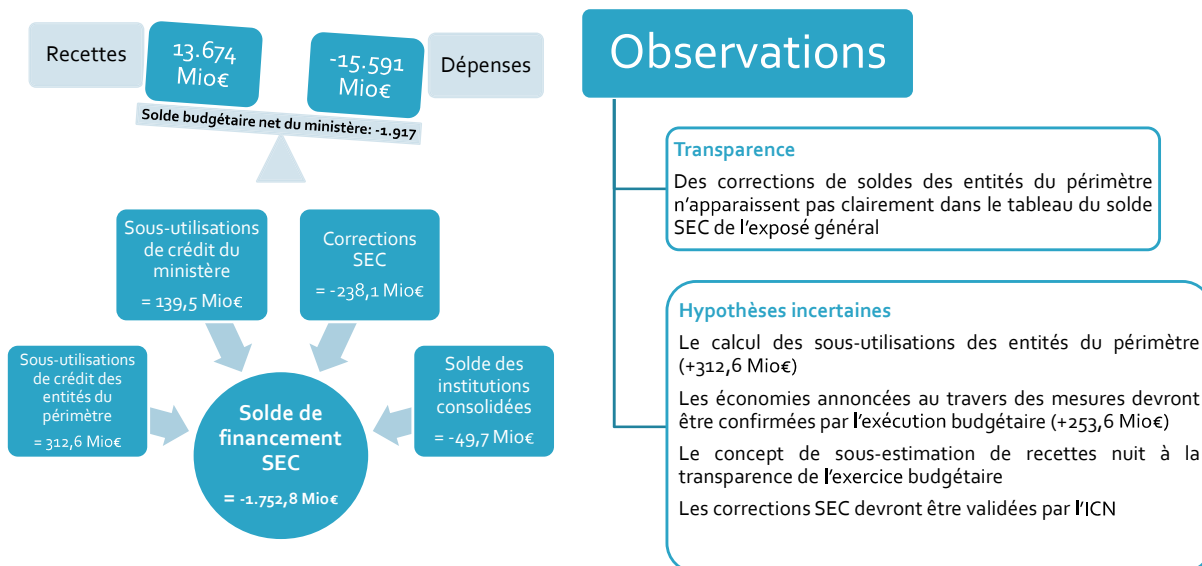 Recettes
13.674
Mio€
-15.591
Mio€
Dépenses
Solde budgétaire net du ministère: -1.917
Sous-utilisations
de crédit du
ministère
= 139,5 Mio€
Corrections
SEC
= -238,1 Mio€
Sous-utilisations
de crédit des
entités du
périmètre
= 312,6 Mio€
Solde de
financement
SEC
= -1.752,8 Mio€
Solde des
institutions
consolidées
= -49,7 Mio€
Observations
Transparence
Des corrections de soldes des entités du périmètre
n’apparaissent pas clairement dans le tableau du solde
SEC de l’exposé général
Hypothèses incertaines
Le calcul des sous-utilisations des entités du périmètre
(+312,6 Mio€)
Les économies annoncées au travers des mesures devront
être confirmées par l’exécution budgétaire (+253,6 Mio€)
Le concept de sous-estimation de recettes nuit à la
transparence de l’exercice budgétaire
Les corrections SEC devront être validées par l’ICN